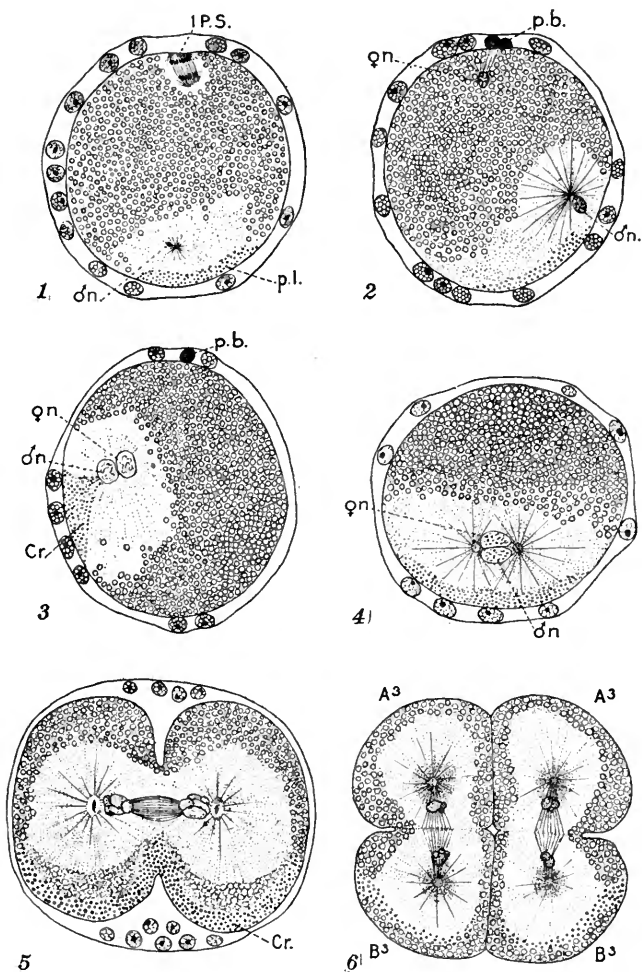 1 P.S.
♂n.
p.l.
1
p.b.
♀n.
♂n.
2
p.b.
♀n.
♂n.
Cr.
3
♀n.
♂n
4
Cr.
5
A³ A³
B³ B³
6